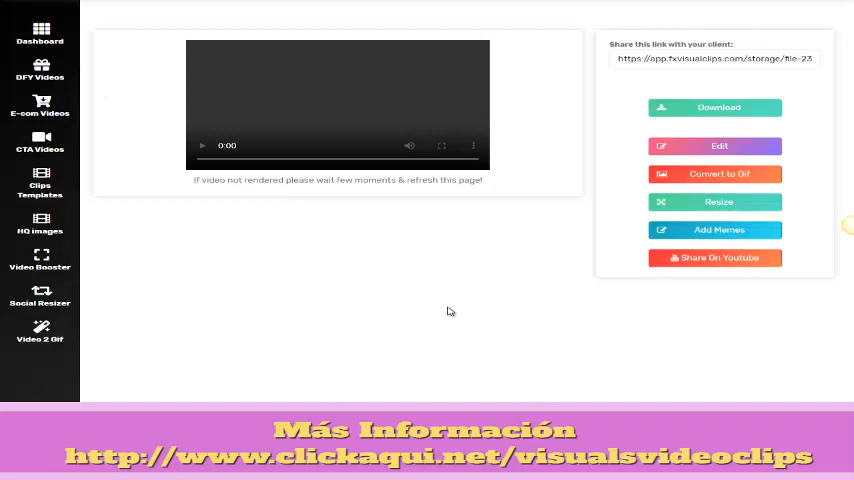 Dashboard
DFY Videos
E-com Videos
CTA Videos
Clips
Templates
HQ images
Video Booster
Social Resizer
Video 2 Gif
0:00
If video not rendered please wait few moments & refresh this page!
Share this link with your client:
https://app.fxvisualclips.com/storage/file-23
Download
Edit
Convert to Gif
Resize
Add Memes
Share On Youtube
Más Información
http://www.clickaqui.net/visualsvideoclips